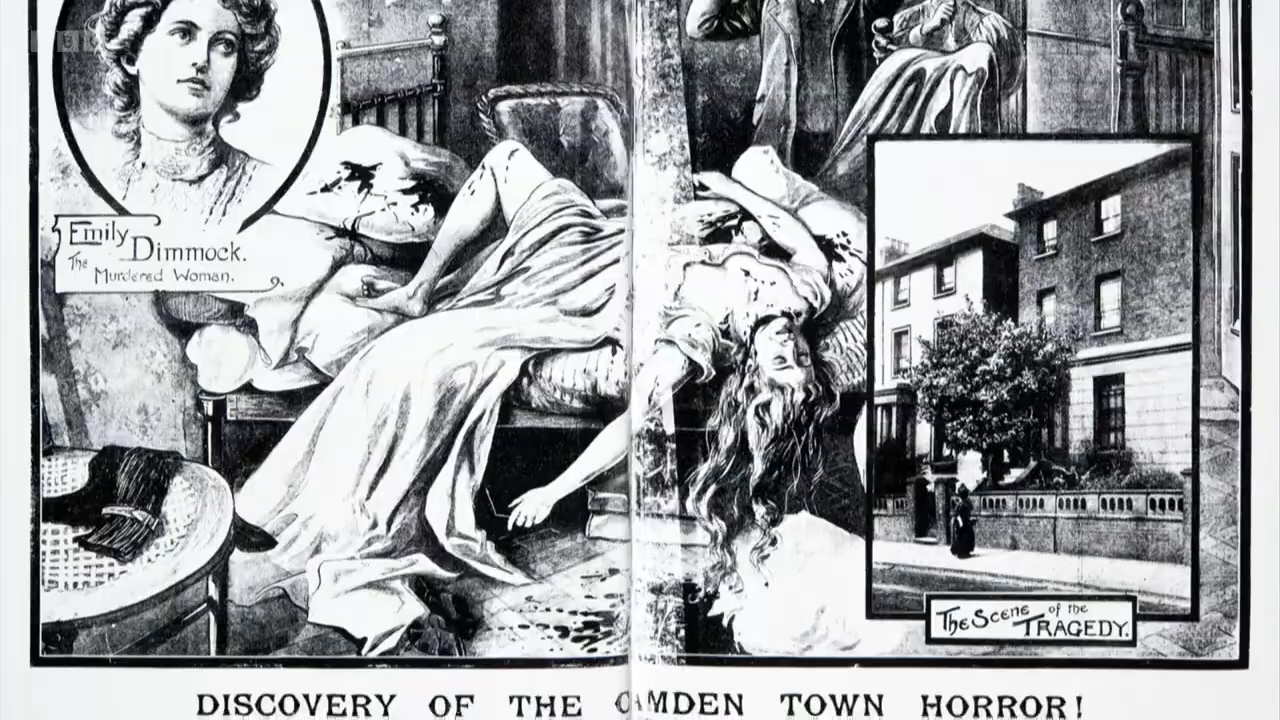 Emily
Dimmock.
The
Murdered Woman.
The Scene of the
TRAGEDY.
DISCOVERY OF THE CAMDEN TOWN HORROR!